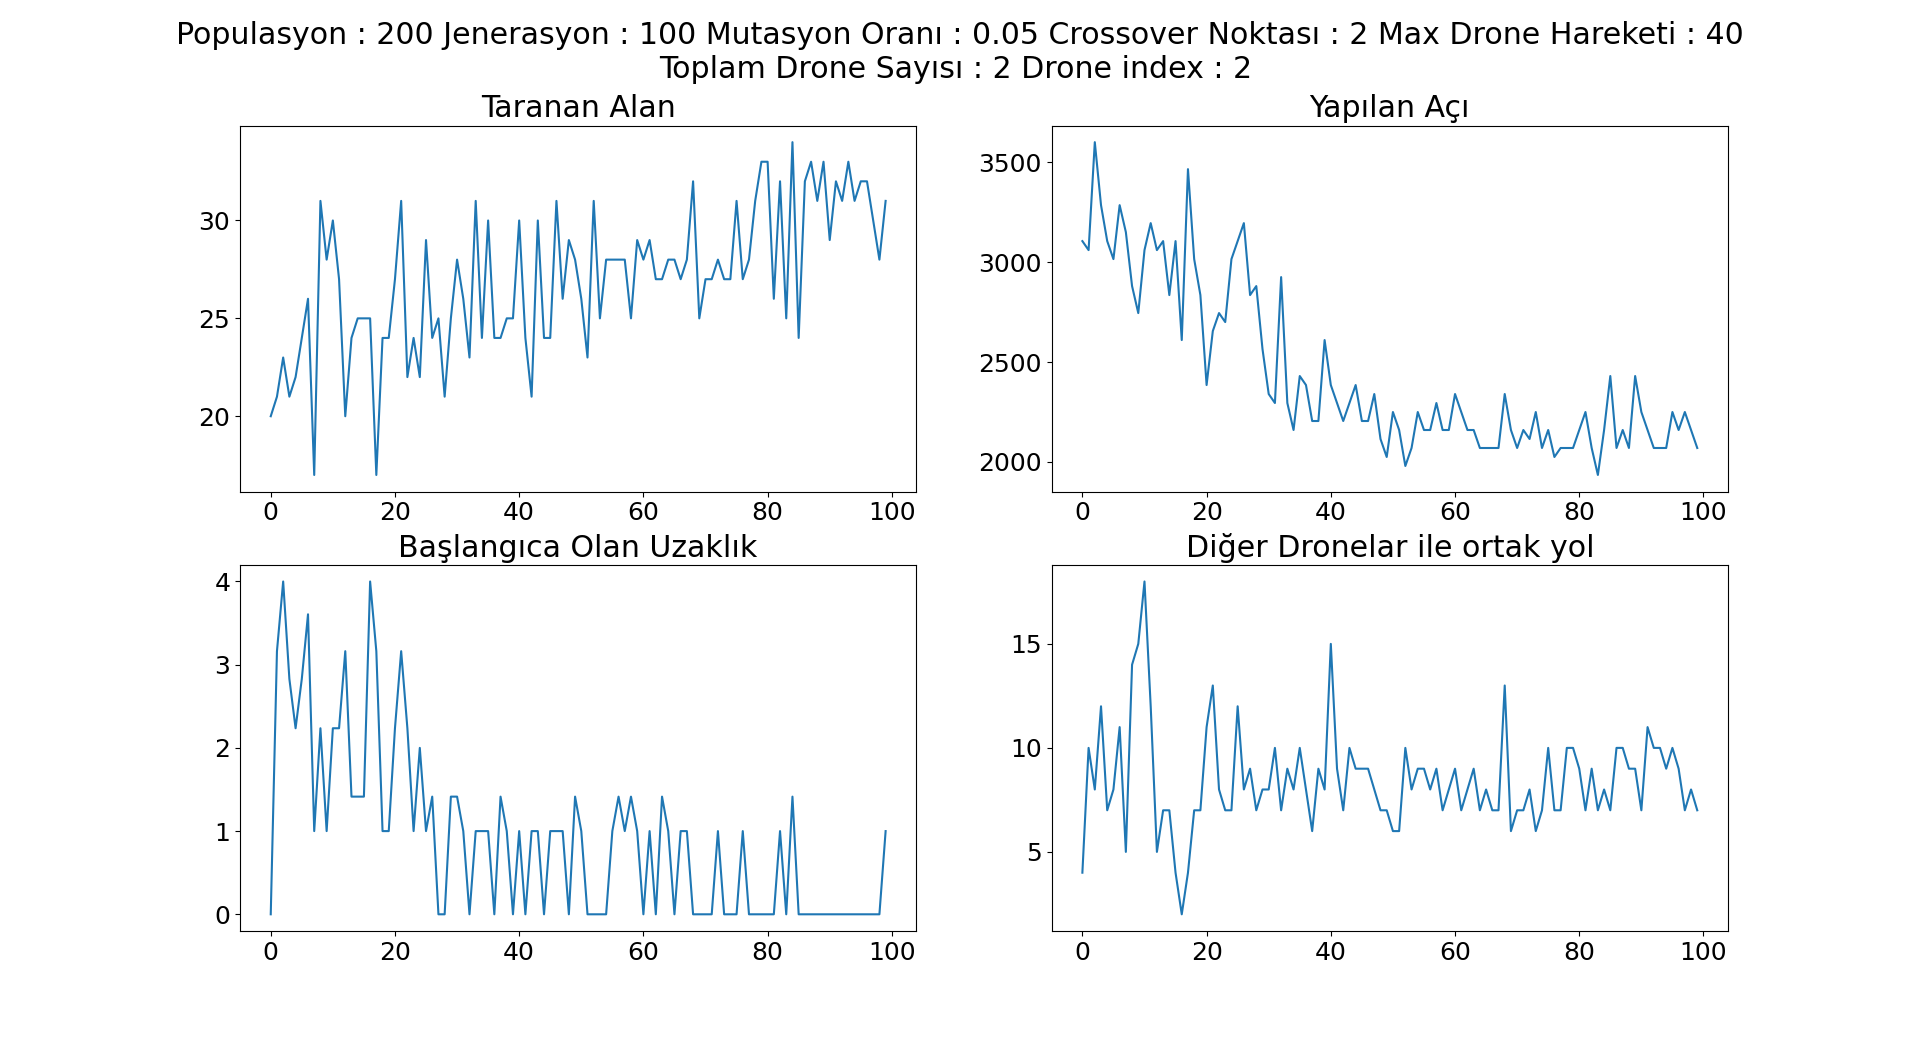 Populasyon : 200 Jenerasyon : 100 Mutasyon Oranı : 0.05 Crossover Noktası : 2 Max Drone Hareketi : 40
Toplam Drone Sayısı : 2 Drone index : 2
Taranan Alan
30
25
20
0 20 40 60 80 100
Yapılan Açı
3500
3000
2500
2000
0 20 40 60 80 100
Başlangıca Olan Uzaklık
4
3
2
1
0
0 20 40 60 80 100
Diğer Dronelar ile ortak yol
15
10
5
0 20 40 60 80 100